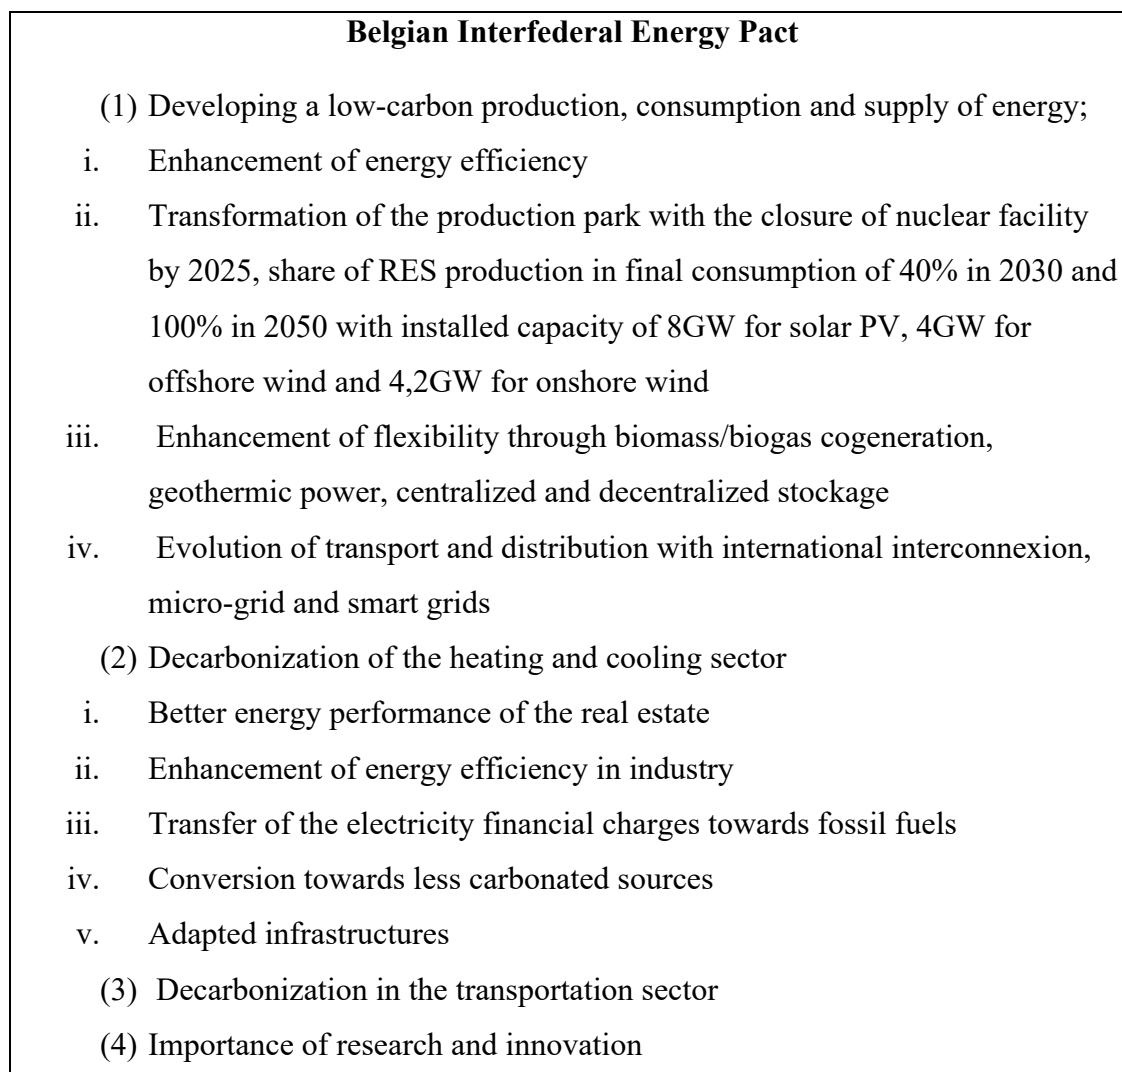 Belgian Interfederal Energy Pact
(1) Developing a low-carbon production, consumption and supply of energy;
i. Enhancement of energy efficiency
ii. Transformation of the production park with the closure of nuclear facility
by 2025, share of RES production in final consumption of 40% in 2030 and
100% in 2050 with installed capacity of 8GW for solar PV, 4GW for
offshore wind and 4,2GW for onshore wind
iii. Enhancement of flexibility through biomass/biogas cogeneration,
geothermic power, centralized and decentralized stockage
iv. Evolution of transport and distribution with international interconnexion,
micro-grid and smart grids
(2) Decarbonization of the heating and cooling sector
i. Better energy performance of the real estate
ii. Enhancement of energy efficiency in industry
iii. Transfer of the electricity financial charges towards fossil fuels
iv. Conversion towards less carbonated sources
v. Adapted infrastructures
(3) Decarbonization in the transportation sector
(4) Importance of research and innovation